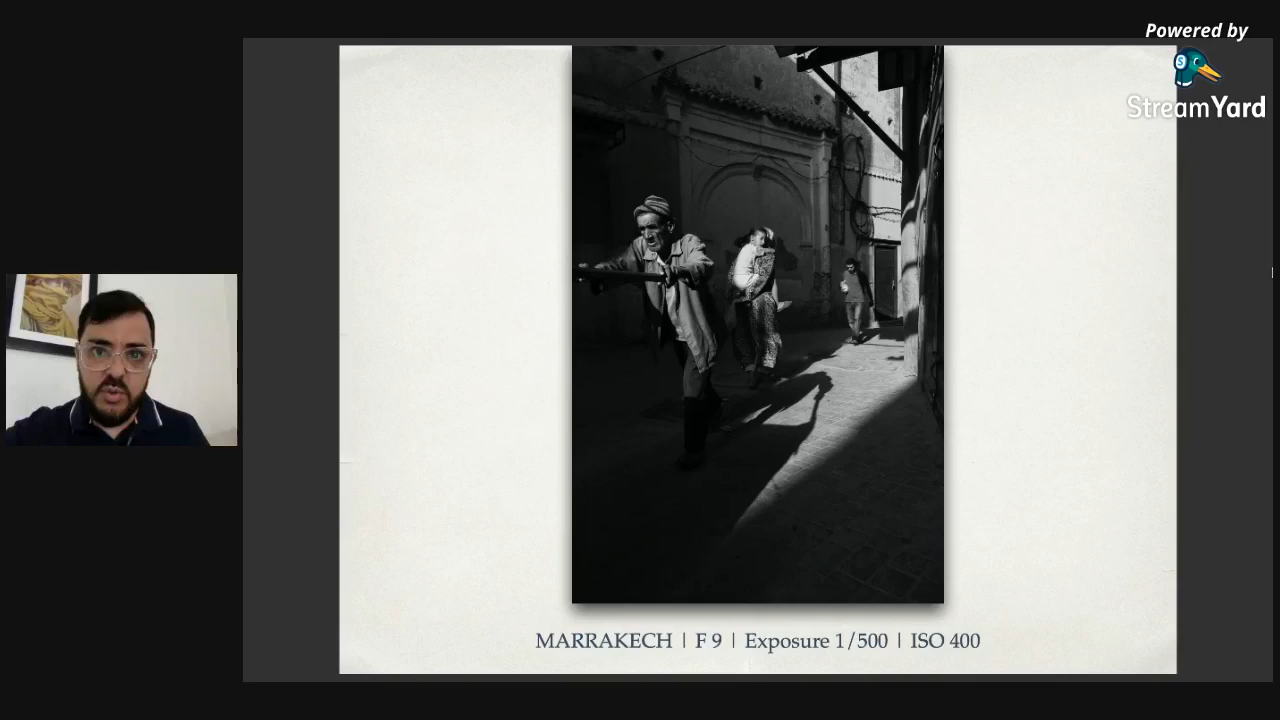 Powered by
StreamYard
MARRAKECH | F 9 | Exposure 1/500 | ISO 400